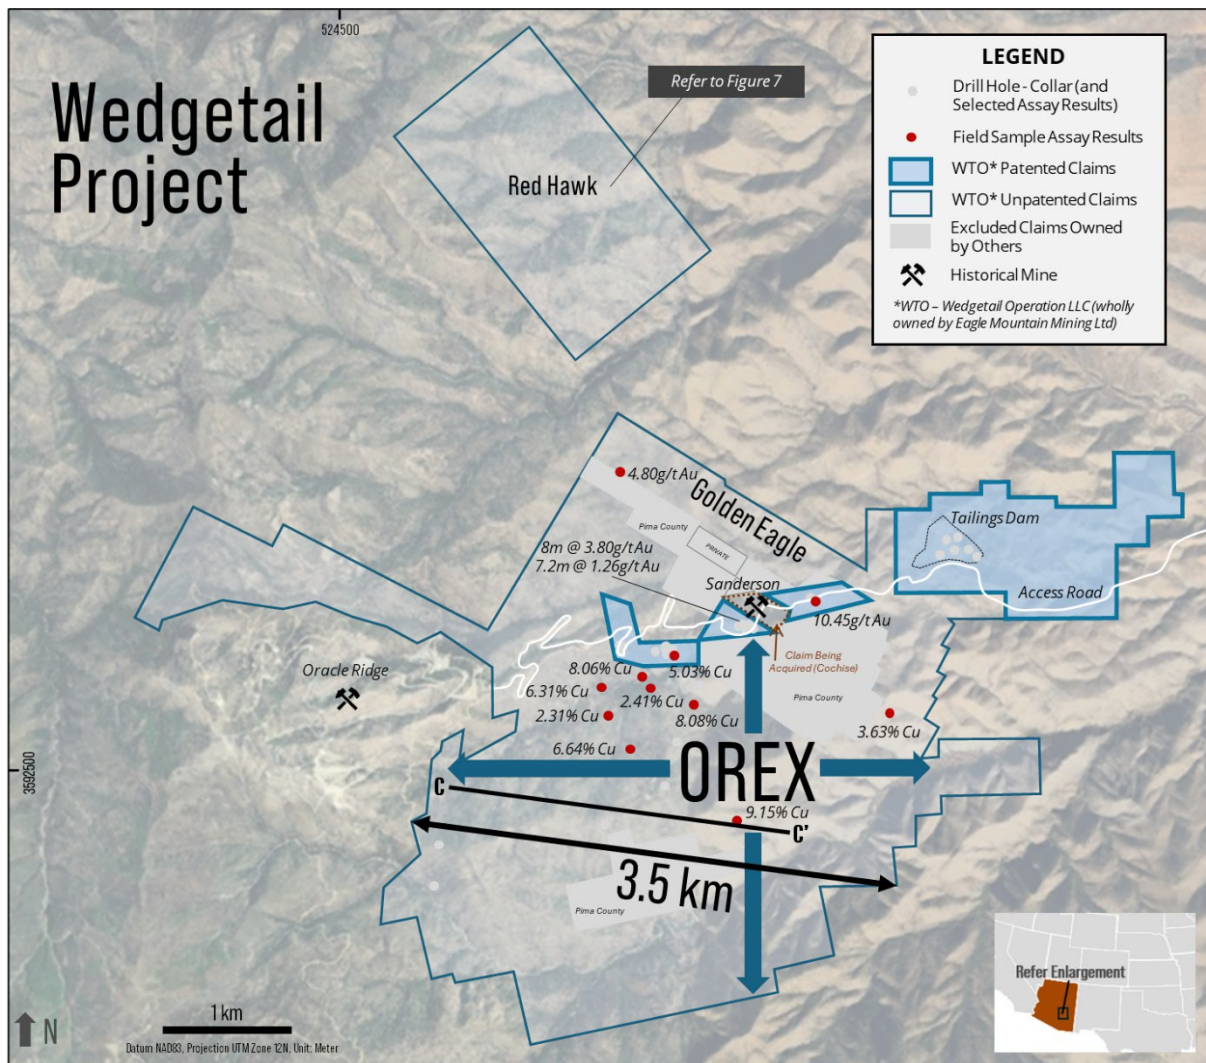 524500
Wedgetail
Project
Refer to Figure 7
Red Hawk
LEGEND
Drill Hole - Collar (and
Selected Assay Results)
Field Sample Assay Results
WTO* Patented Claims
WTO* Unpatented Claims
Excluded Claims Owned
by Others
Historical Mine
*WTO – Wedgetail Operation LLC (wholly
owned by Eagle Mountain Mining Ltd)
4.80g/t Au
Golden Eagle
Pima County
PRIVATE
8m @ 3.80g/t Au
7.2m @ 1.26g/t Au
Sanderson
Tailings Dam
Access Road
10.45g/t Au
Claim Being
Acquired (Cochise)
Oracle Ridge
8.06% Cu
5.03% Cu
6.31% Cu
2.41% Cu
2.31% Cu
8.08% Cu
Pima County
3.63% Cu
6.64% Cu
3592500
OREX
C
9.15% Cu
C'
3.5 km
Pima County
Refer Enlargement
1 km
N
Datum NAD83, Projection UTM Zone 12N, Unit: Meter